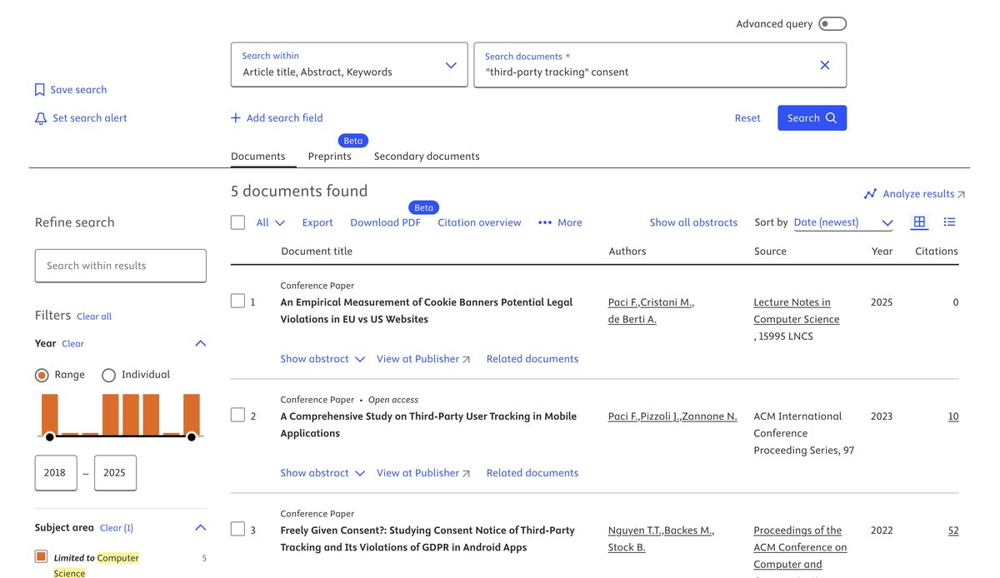 Advanced query
Search within
Article title, Abstract, Keywords
Search documents *
"third-party tracking" consent
Save search
Set search alert
Add search field
Reset
Search
Beta
Documents
Preprints
Secondary documents
5 documents found
Analyze results
Beta
All
Export
Download PDF
Citation overview
••• More
Show all abstracts
Sort by
Date (newest)
Refine search
Search within results
Filters Clear all
Year Clear
Range
Individual
2018
–
2025
Subject area Clear (1)
Limited to Computer
Science
5
Document title
Authors
Source
Year
Citations
Conference Paper
1
An Empirical Measurement of Cookie Banners Potential Legal
Violations in EU vs US Websites
Paci F.,Cristani M.,
de Berti A.
Lecture Notes in
Computer Science
, 15995 LNCS
2025
0
Show abstract
View at Publisher
Related documents
Conference Paper • Open access
2
A Comprehensive Study on Third-Party User Tracking in Mobile
Applications
Paci F.,Pizzoli J.,Zannone N.
ACM International
Conference
Proceeding Series, 97
2023
10
Show abstract
View at Publisher
Related documents
Conference Paper
3
Freely Given Consent?: Studying Consent Notice of Third-Party
Tracking and Its Violations of GDPR in Android Apps
Nguyen T.T.,Backes M.,
Stock B.
Proceedings of the
ACM Conference on
Computer and
2022
52